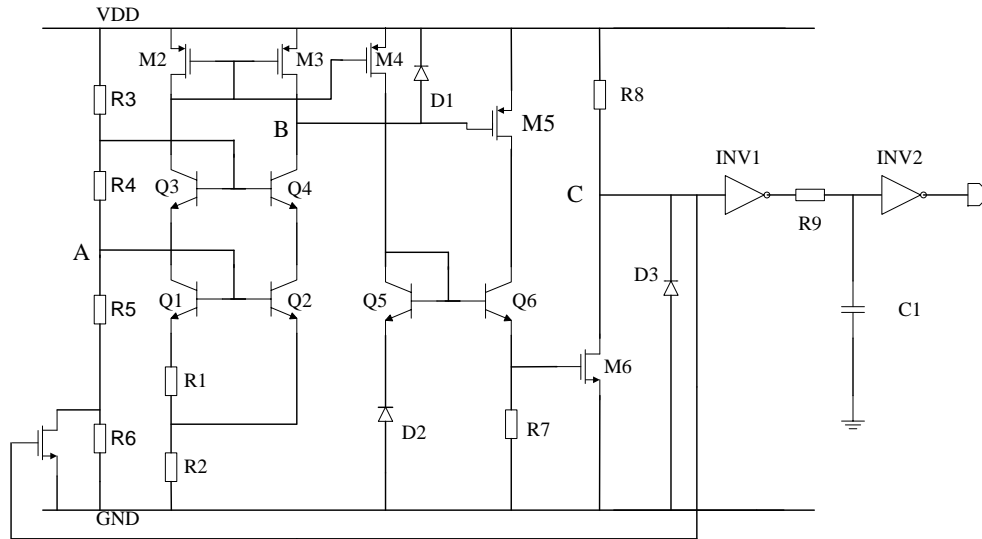 VDD
M2
M3
M4
D1
R3
B
M5
R8
INV1
INV2
R4
Q3
Q4
C
R9
A
D3
R5
Q1
Q2
Q5
Q6
C1
R1
M6
R6
D2
R7
R2
GND